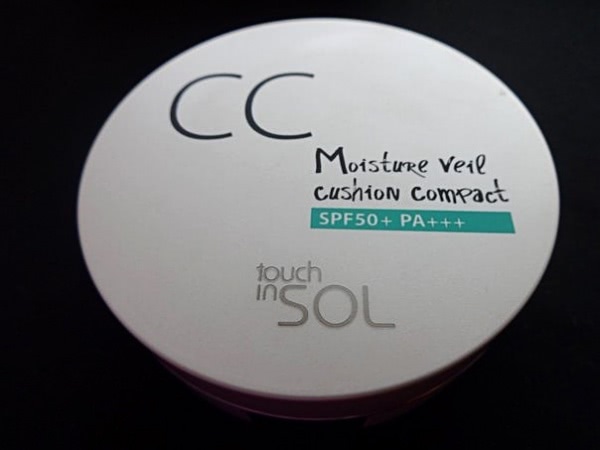 CC
Moisture Veil
cushion compact
SPF50+ PA+++
touch
in SOL